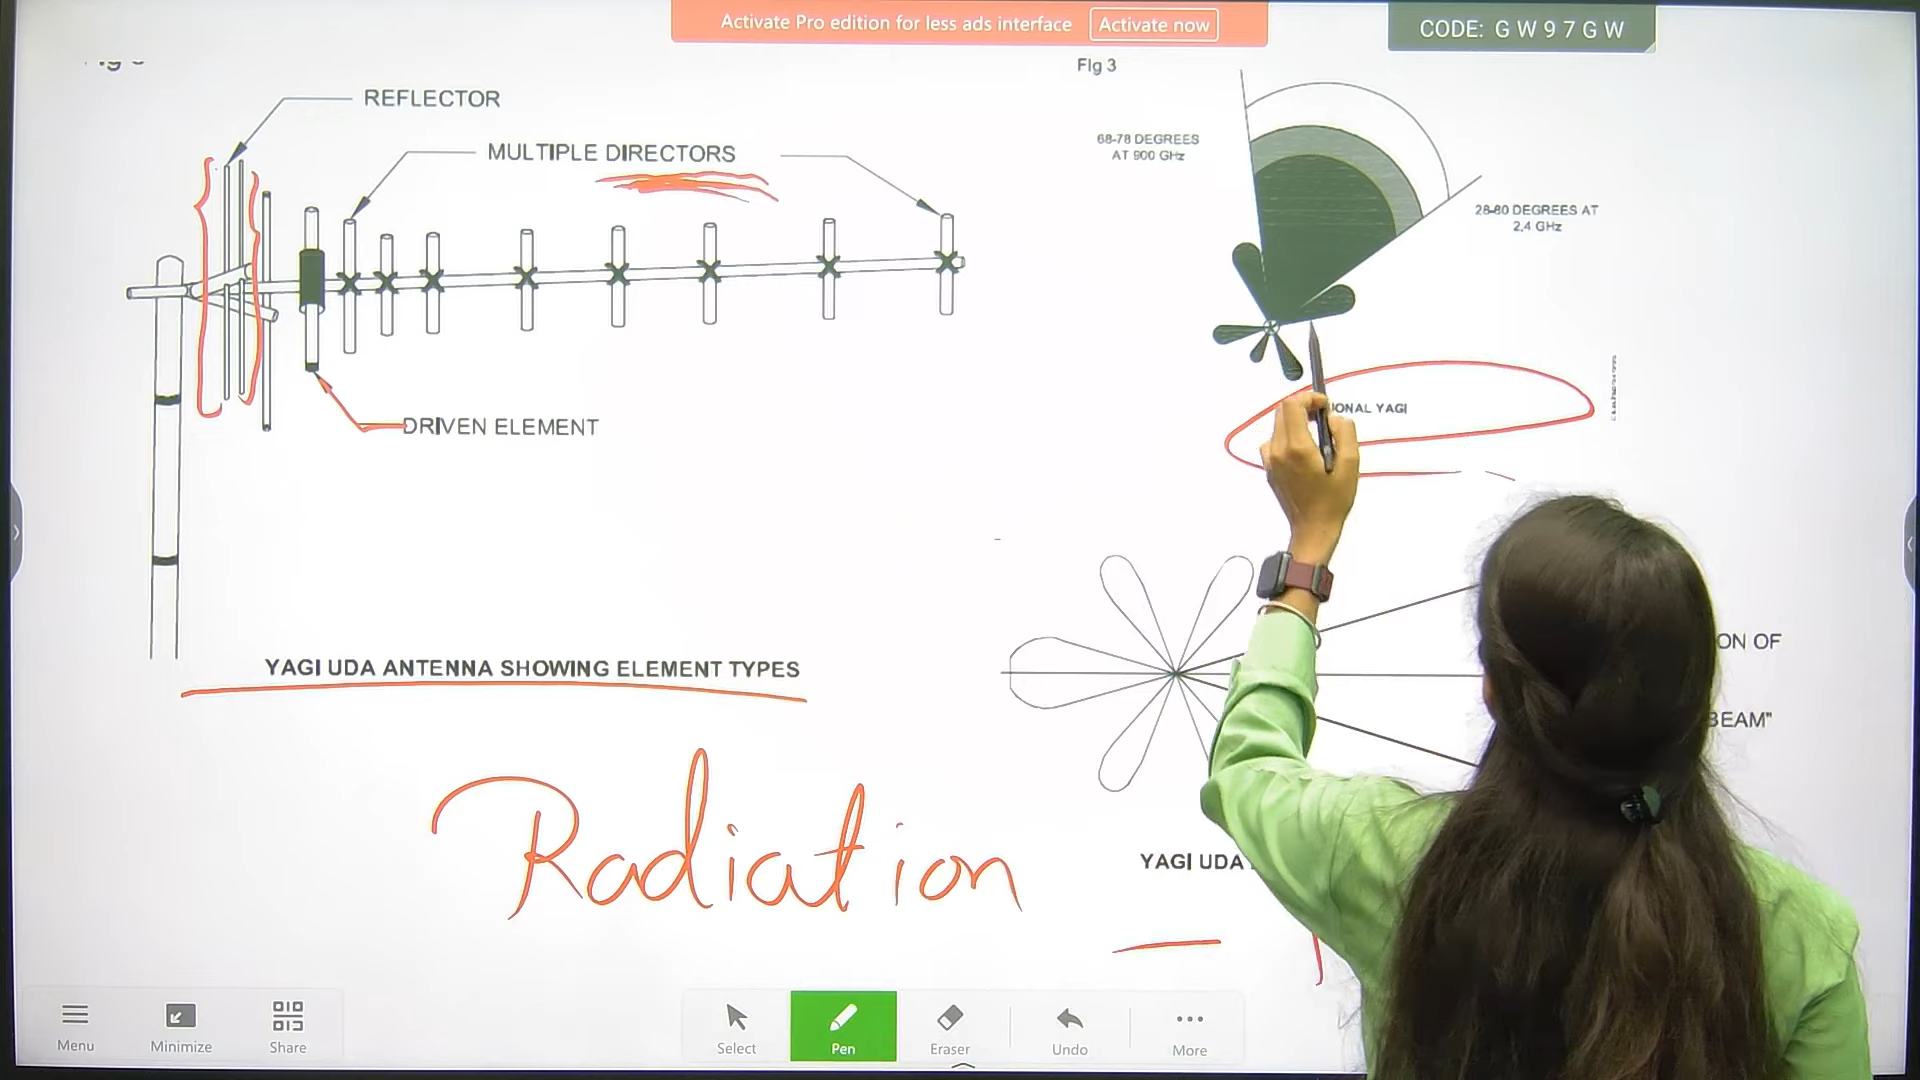 Activate Pro edition for less ads interface
Activate now
CODE: GW97GW
Fig 3
REFLECTOR
MULTIPLE DIRECTORS
68-78 DEGREES
AT 900 GHz
28-80 DEGREES AT
2.4 GHz
IONAL YAGI
DRIVEN ELEMENT
ON OF
YAGI UDA ANTENNA SHOWING ELEMENT TYPES
BEAM"
Radiation
YAGI UDA
Menu
Minimize
Share
Select
Pen
Eraser
Undo
More